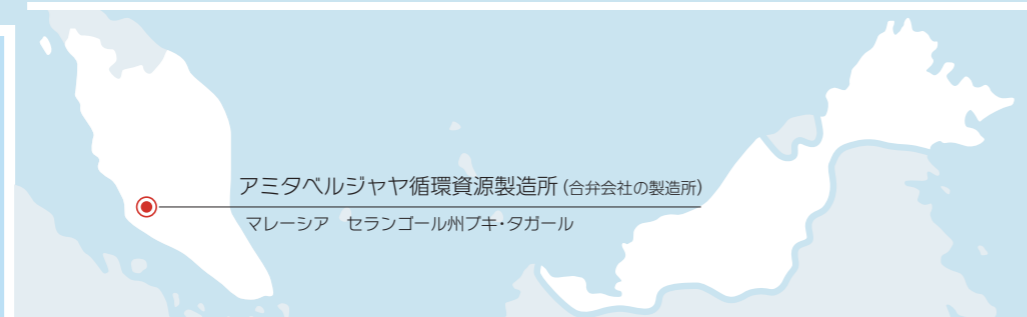 アミタベルジャヤ循環資源製造所(合弁会社の製造所)
マレーシア　セランゴール州ブキ・タガール